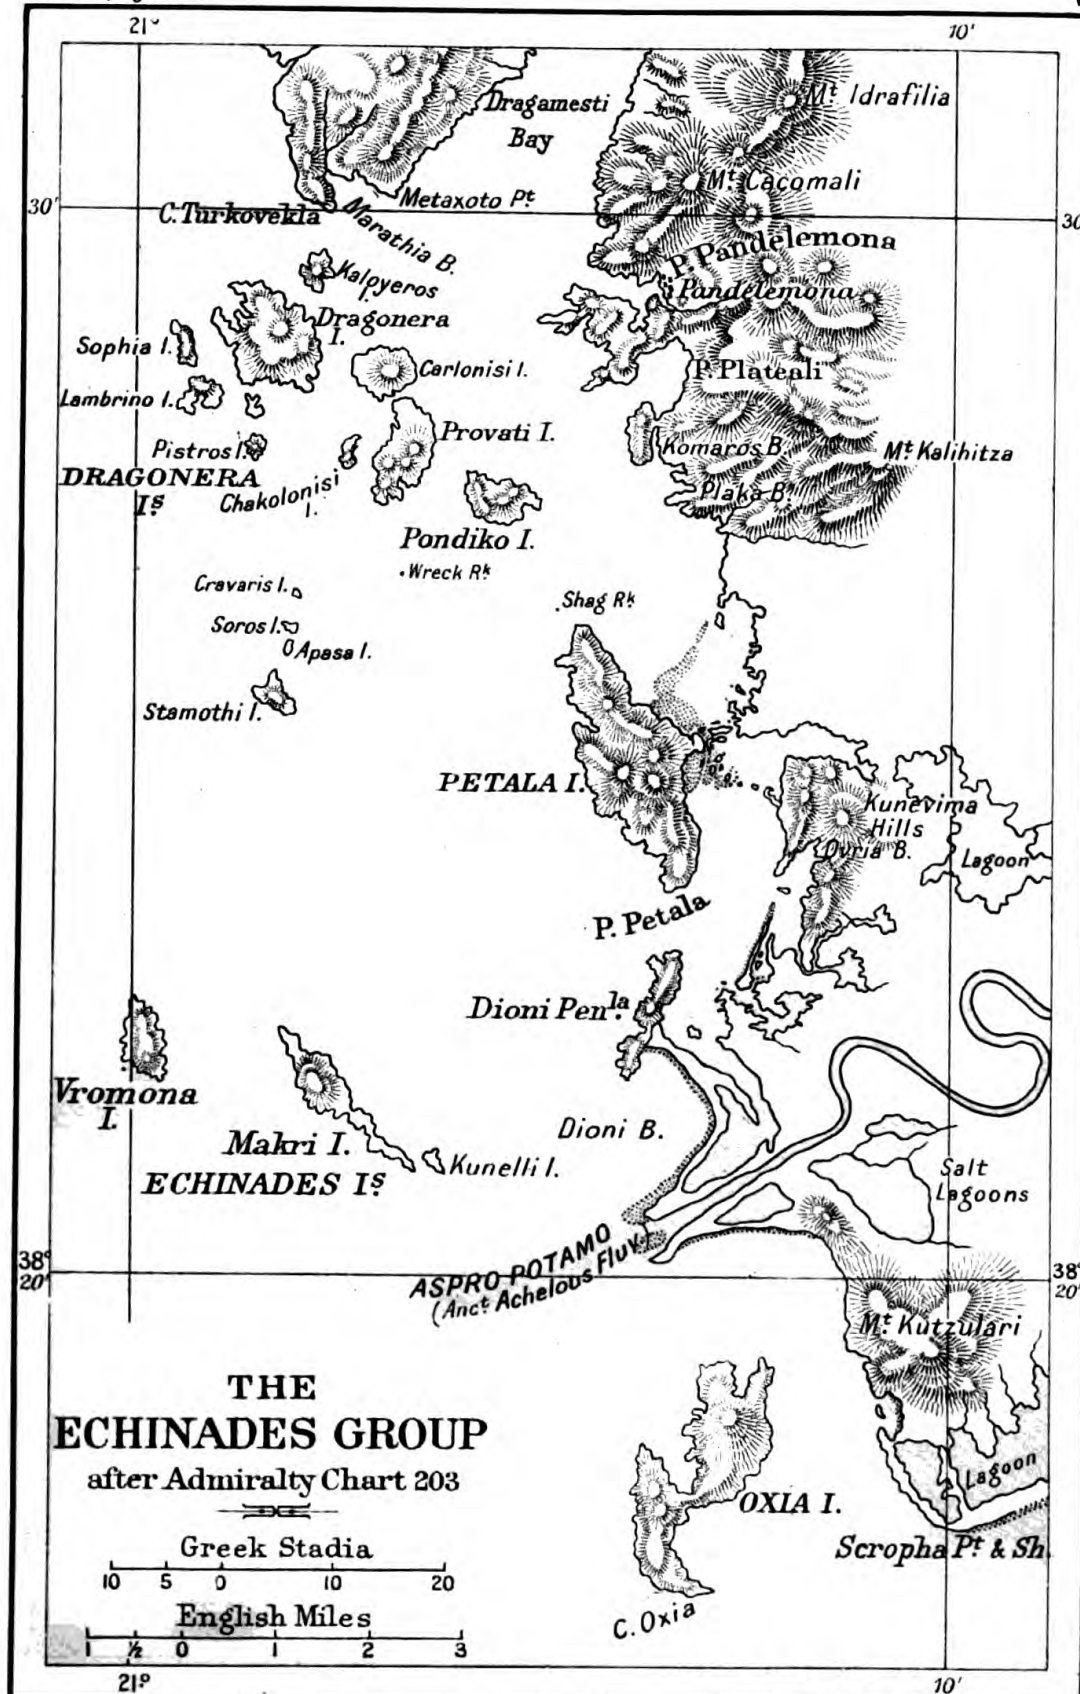 21°
10'
Mt. Idrafilia
Dragamesti
Bay
Mt. Cacomali
Metaxoto Pt.
30'
C. Turkovekla
Marathia B.
30
P. Pandelemona
Kaloyeros
I.
Pandelemona
Dragonera
I.
Sophia I.
Carlonisi I.
P. Plateali
Lambrino I.
Provati I.
Pistros I.
Komaros B.
Mt. Kalihitza
DRAGONERA
Is.
Chakolonisi
I.
Plaka B.
Pondiko I.
Wreck Rk.
Cravaris I.
Shag Rk.
Soros I.
Apasa I.
Stamothi I.
PETALA I.
Kunevima
Hills
Dvria B.
Lagoon
P. Petala
Dioni Penla.
Vromona
I.
Makri I.
Dioni B.
Kunelli I.
ECHINADES Is.
Salt
Lagoons
ASPRO POTAMO
(Anct. Achelous Fluv.)
38°
20'
38°
20'
Mt. Kutzulari
THE
ECHINADES GROUP
after Admiralty Chart 203
Lagoon
OXIA I.
Scropha Pt. & Sh.
Greek Stadia
10 5 0 10 20
C. Oxia
English Miles
1 ½ 0 1 2 3
21°
10'